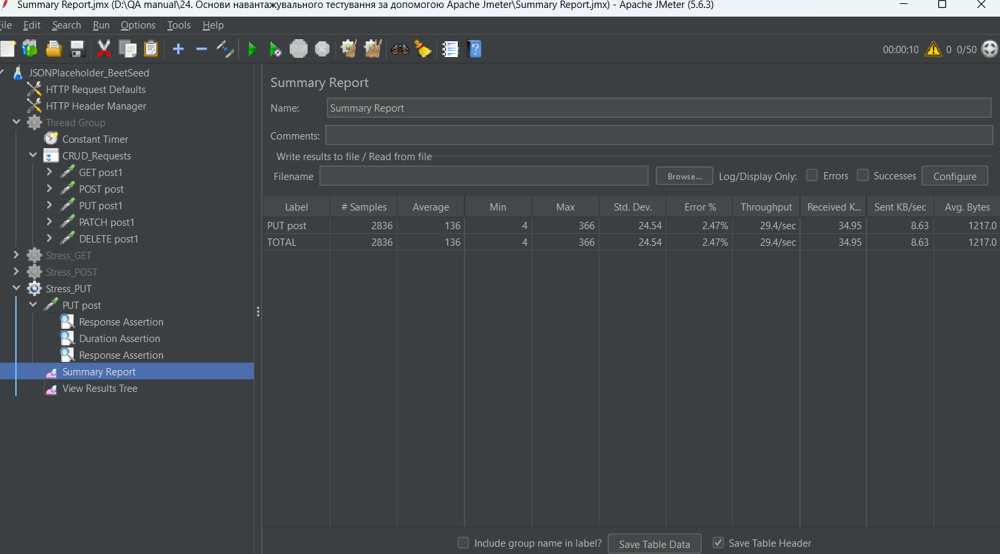 Summary Report.jmx (D:\QA manual\24. Основи навантажувального тестування за допомогою Apache Jmeter\Summary Report.jmx) - Apache JMeter (5.6.3)
ile Edit Search Run Options Tools Help
STOP 00:00:10 0 0/50
JSONPlaceholder_BeetSeed
HTTP Request Defaults
HTTP Header Manager
Thread Group
Constant Timer
CRUD_Requests
GET post1
POST post
PUT post1
PATCH post1
DELETE post1
Stress_GET
Stress_POST
Stress_PUT
PUT post
Response Assertion
Duration Assertion
Response Assertion
Summary Report
View Results Tree
Summary Report
Name: Summary Report
Comments:
Write results to file / Read from file
Filename Browse... Log/Display Only: Errors Successes Configure
Label # Samples Average Min Max Std. Dev. Error % Throughput Received K... Sent KB/sec Avg. Bytes
PUT post 2836 136 4 366 24.54 2.47% 29.4/sec 34.95 8.63 1217.0
TOTAL 2836 136 4 366 24.54 2.47% 29.4/sec 34.95 8.63 1217.0
Include group name in label? Save Table Data Save Table Header